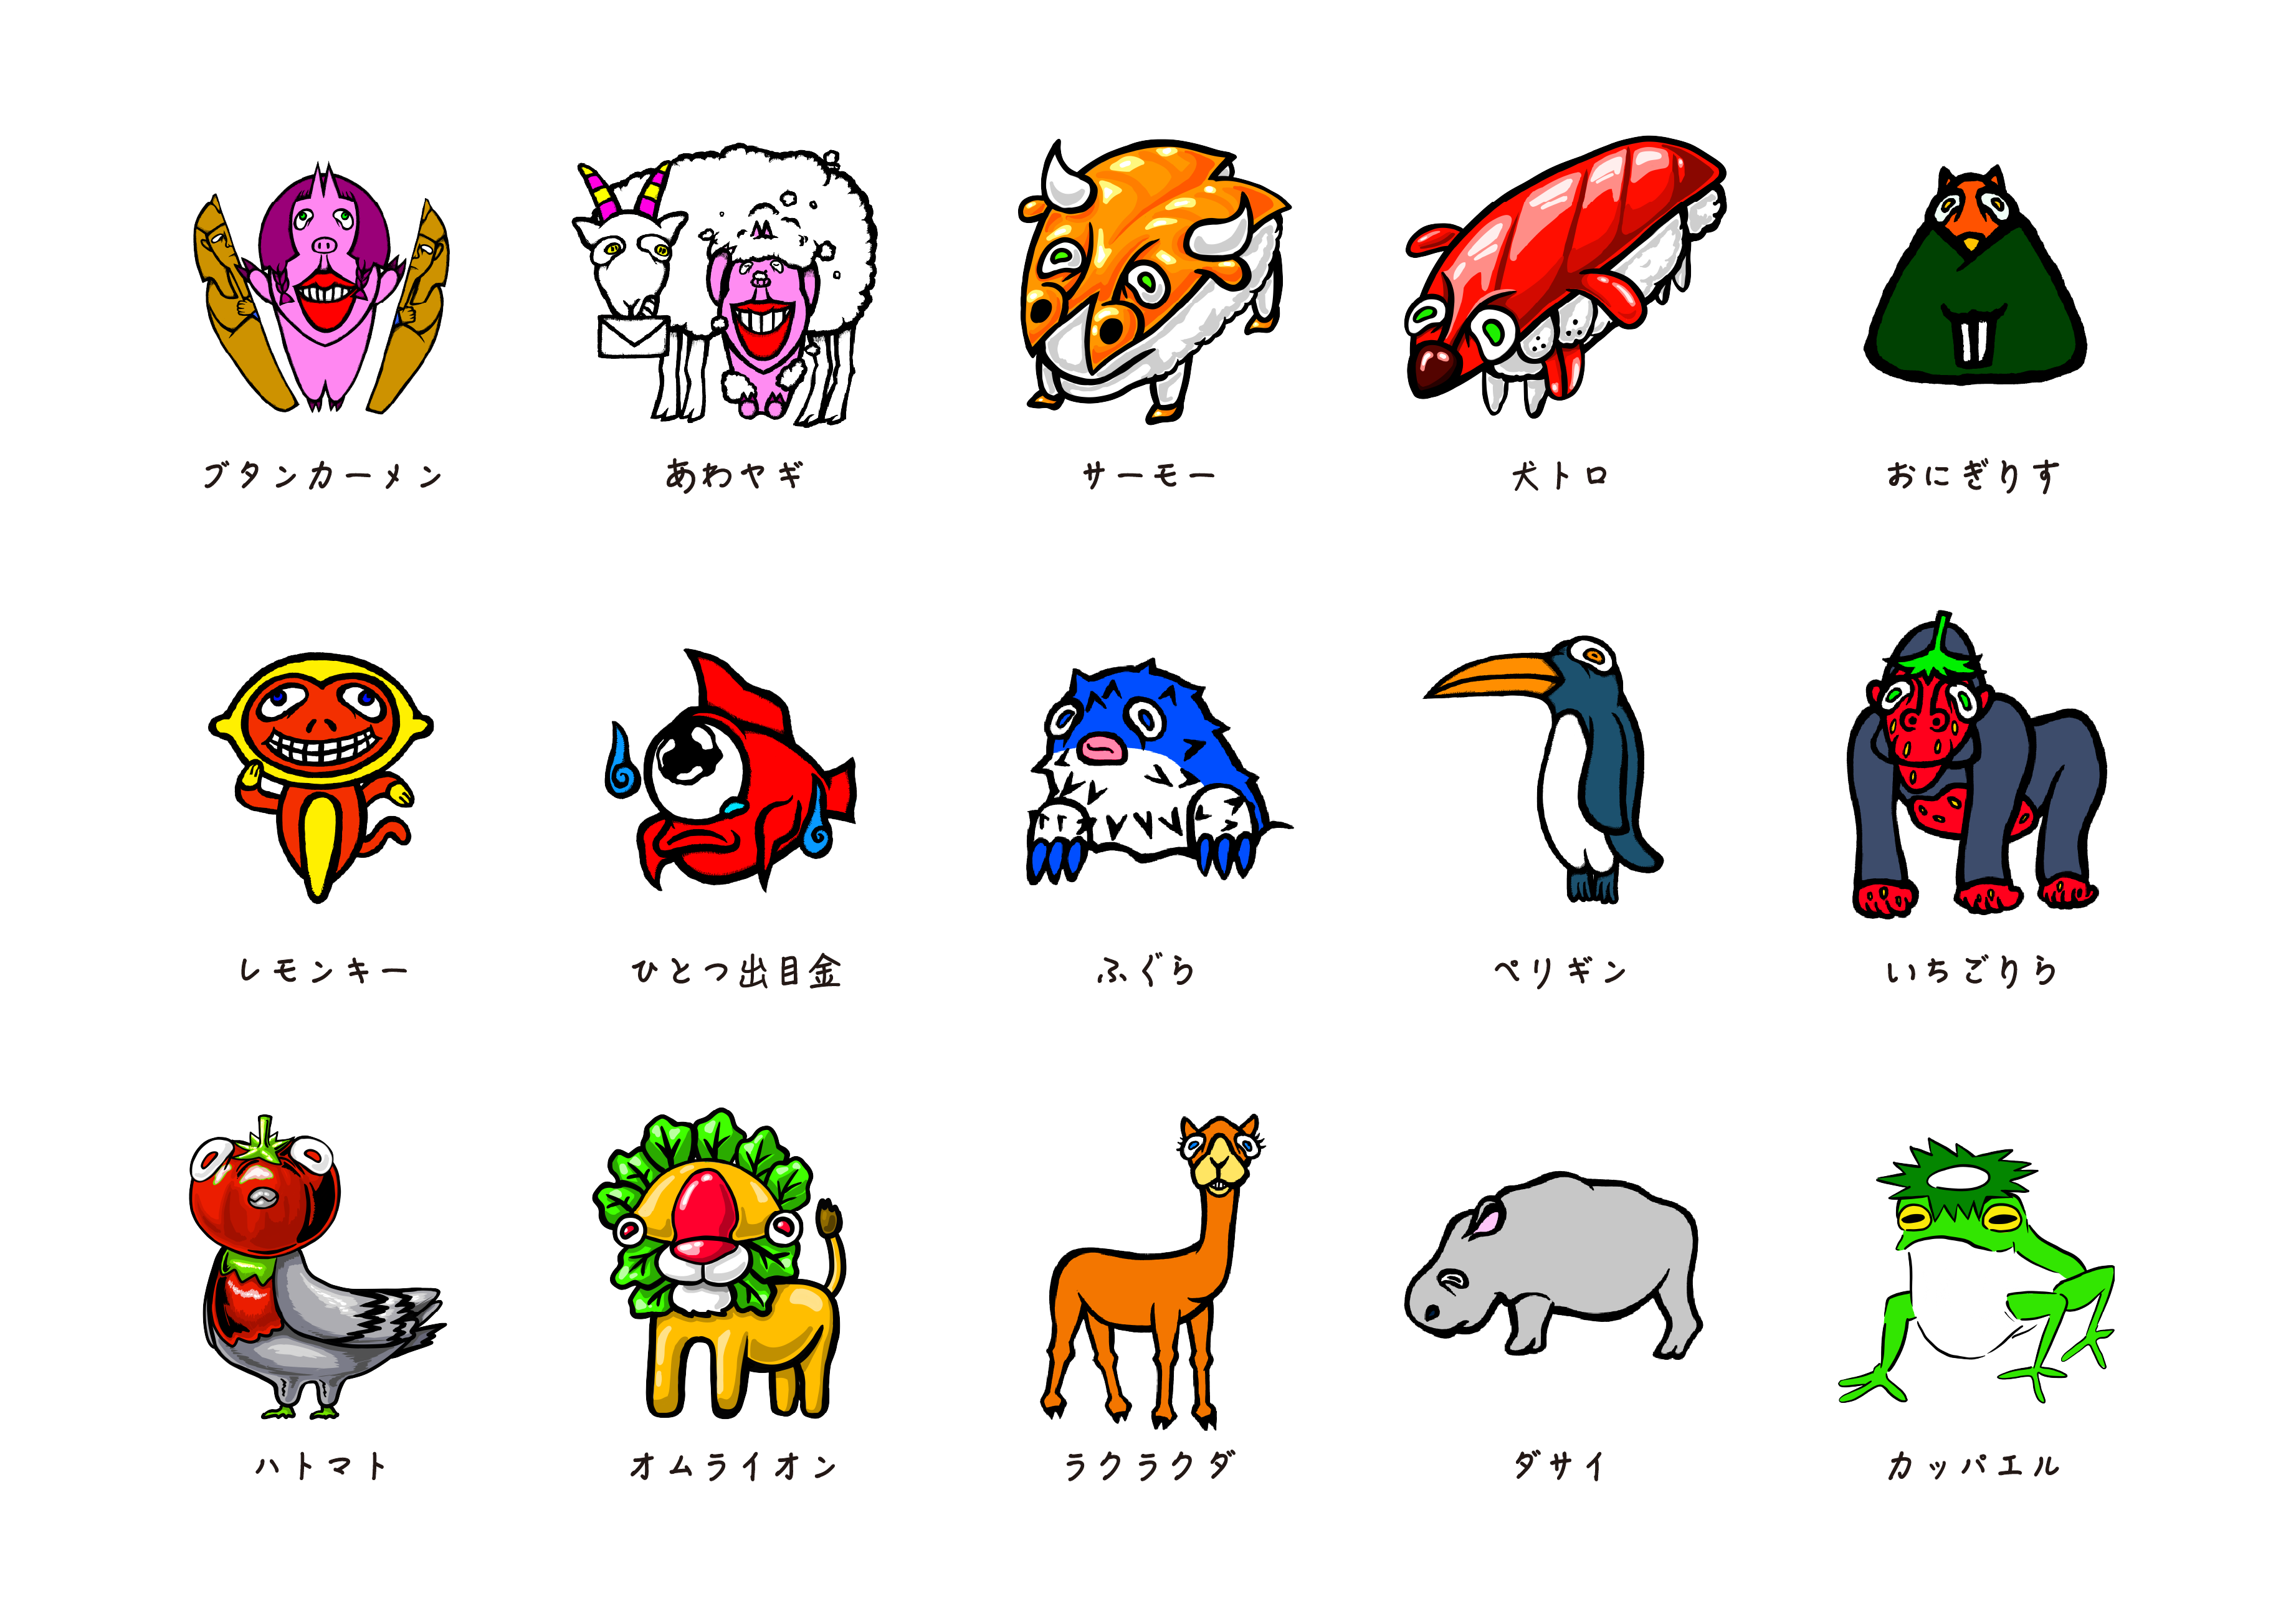 ブタンカーメン
あわヤギ
サーモー
犬トロ
おにぎりす
レモンキー
ひとつ出目金
ふぐら
ペリギン
いちごりら
ハトマト
オムライオン
ラクラクダ
ダサイ
カッパエル